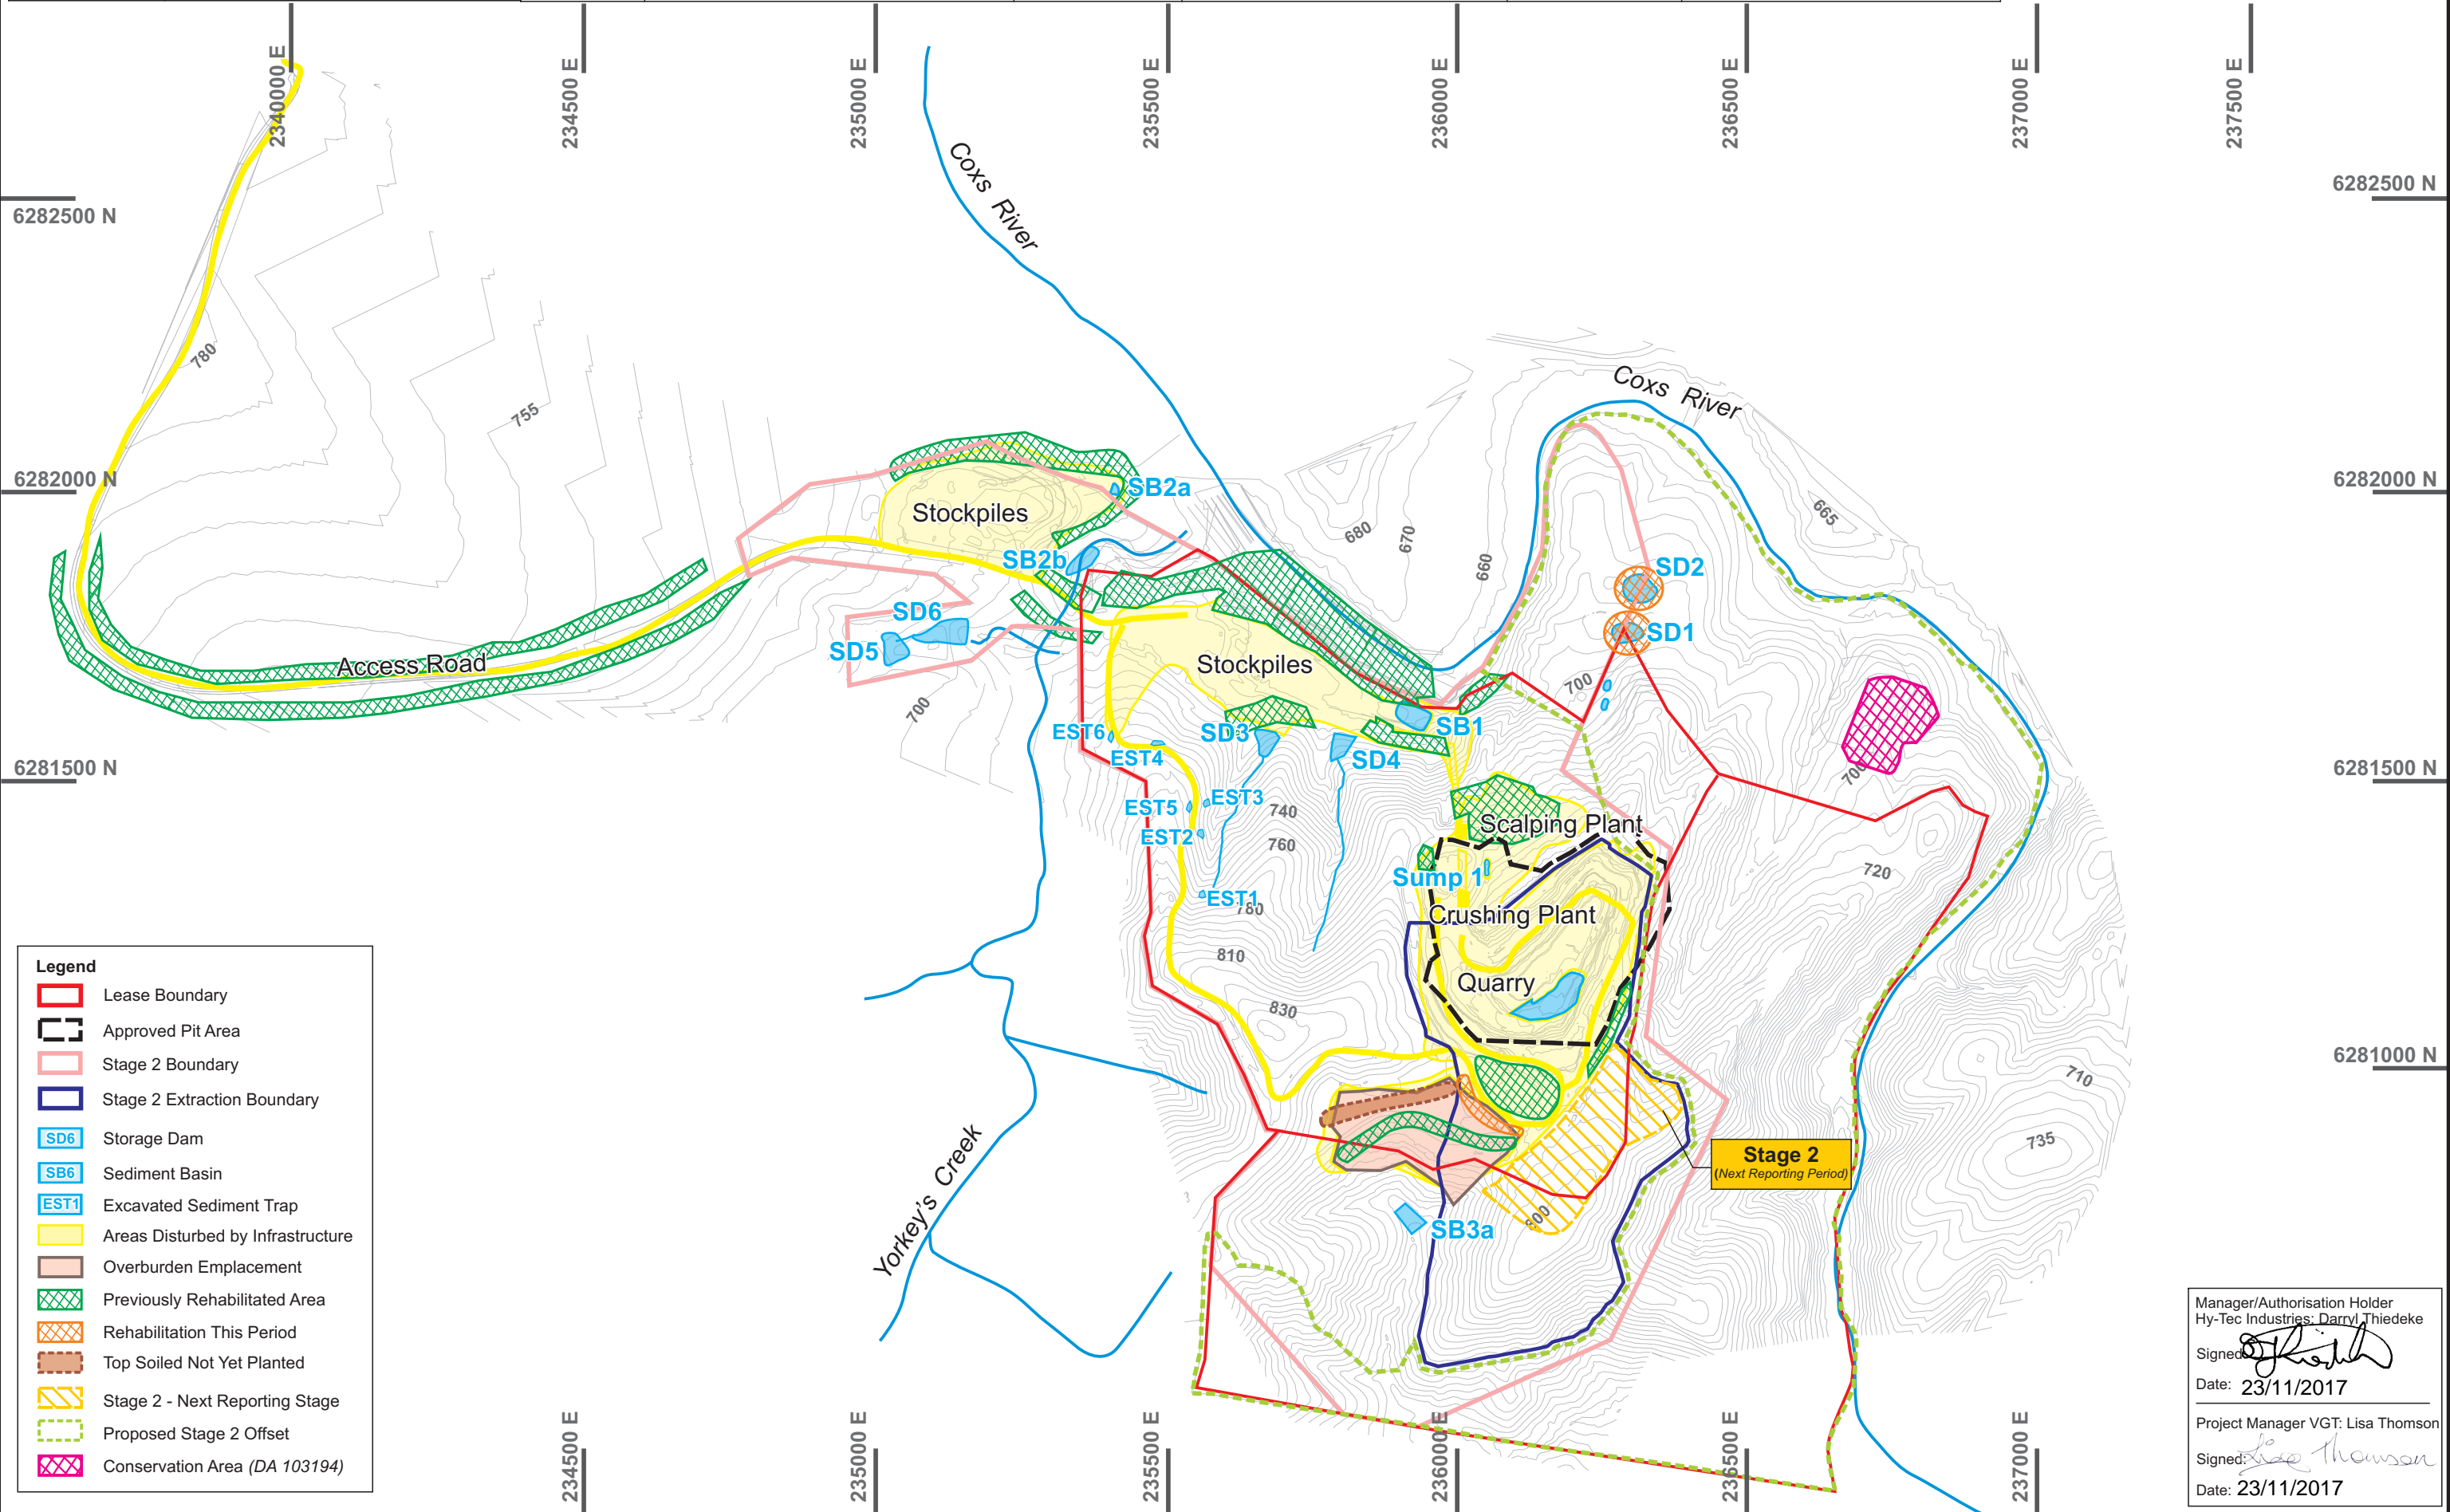 234000 E
234500 E
235000 E
235500 E
236000 E
236500 E
237000 E
237500 E
6282500 N
6282500 N
Coxs River
780
755
Coxs River
6282000 N
6282000 N
SB2a
Stockpiles
680
670
660
665
SB2b
SD2
SD6
SD1
SD5
Access Road
Stockpiles
700
700
EST6
SD3
SB1
EST4
SD4
6281500 N
6281500 N
700
EST5
EST3
740
Scalping Plant
EST2
760
Sump 1
720
EST1
780
Crushing Plant
810
Quarry
830
6281000 N
710
735
Stage 2
(Next Reporting Period)
Yorkey's Creek
800
SB3a
Legend
Lease Boundary
Approved Pit Area
Stage 2 Boundary
Stage 2 Extraction Boundary
SD6 Storage Dam
SB6 Sediment Basin
EST1 Excavated Sediment Trap
Areas Disturbed by Infrastructure
Overburden Emplacement
Previously Rehabilitated Area
Rehabilitation This Period
Top Soiled Not Yet Planted
Stage 2 - Next Reporting Stage
Proposed Stage 2 Offset
Conservation Area (DA 103194)
234500 E
235000 E
235500 E
236000 E
236500 E
237000 E
Manager/Authorisation Holder
Hy-Tec Industries: Darryl Thiedeke
Signed:
Date: 23/11/2017
Project Manager VGT: Lisa Thomson
Signed: Lisa Thomson
Date: 23/11/2017